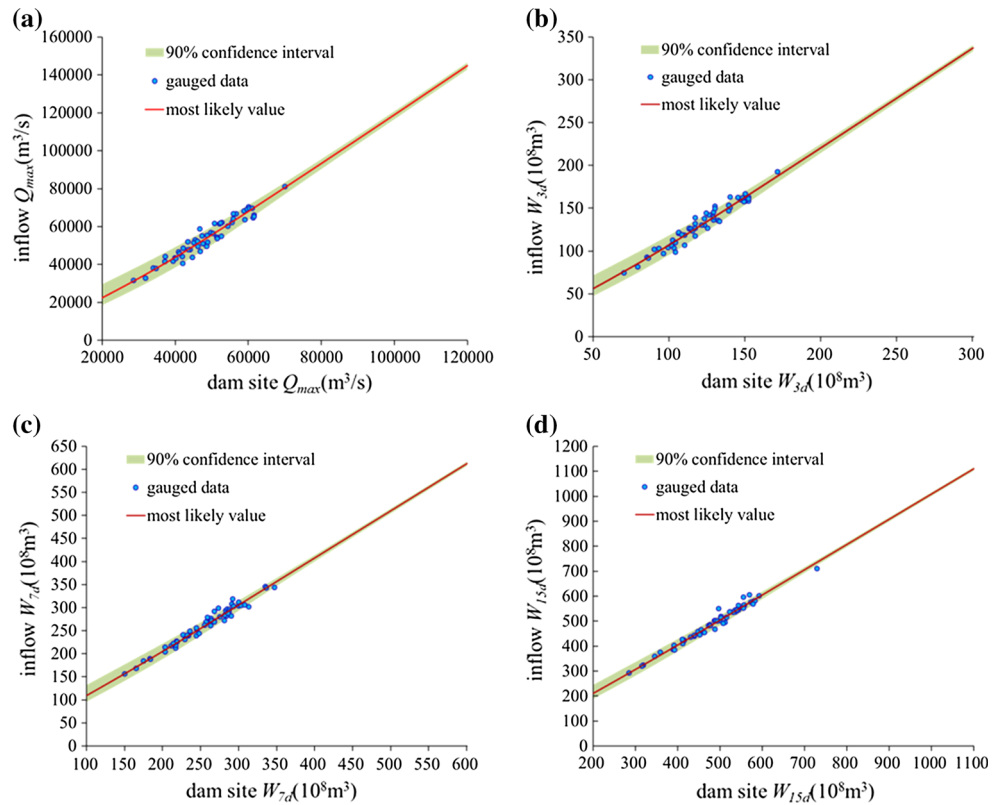 (a)
160000
140000
120000
100000
80000
60000
40000
20000
0
inflow Qmax(m³/s)
90% confidence interval
gauged data
most likely value
20000 40000 60000 80000 100000 120000
dam site Qmax(m³/s)
(b)
350
300
250
200
150
100
50
0
inflow W3d(10⁸m³)
90% confidence interval
gauged data
most likely value
50 100 150 200 250 300
dam site W3d(10⁸m³)
(c)
650
600
550
500
450
400
350
300
250
200
150
100
50
0
inflow W7d(10⁸m³)
90% confidence interval
gauged data
most likely value
100 150 200 250 300 350 400 450 500 550 600
dam site W7d(10⁸m³)
(d)
1200
1100
1000
900
800
700
600
500
400
300
200
100
0
inflow W15d(10⁸m³)
90% confidence interval
gauged data
most likely value
200 300 400 500 600 700 800 900 1000 1100
dam site W15d(10⁸m³)